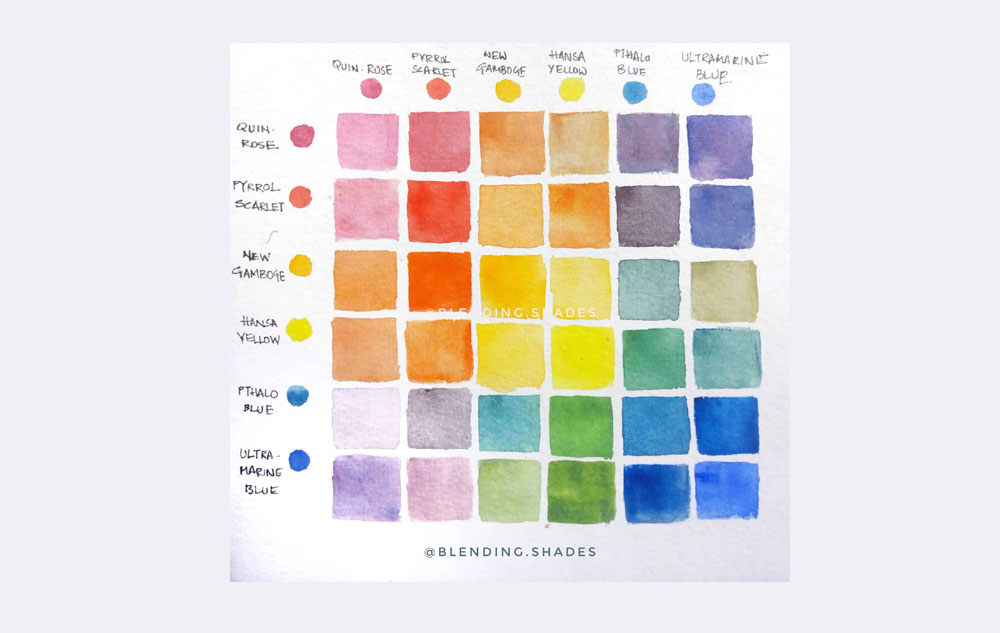 QUIN-ROSE
PYRROL
SCARLET
NEW
GAMBOGE
HANSA
YELLOW
PTHALO
BLUE
ULTRAMARINE
BLUE
QUIN-
ROSE
PYRROL
SCARLET
NEW
GAMBOGE
HANSA
YELLOW
PTHALO
BLUE
ULTRA-
MARINE
BLUE
@BLENDING.SHADES
@BLENDING.SHADES